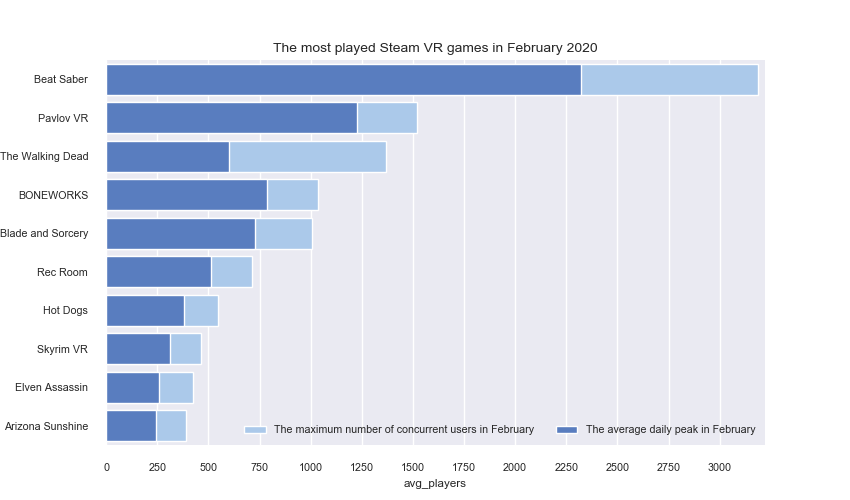 The most played Steam VR games in February 2020
Beat Saber
Pavlov VR
The Walking Dead
BONEWORKS
Blade and Sorcery
Rec Room
Hot Dogs
Skyrim VR
Elven Assassin
Arizona Sunshine
The maximum number of concurrent users in February The average daily peak in February
0 250 500 750 1000 1250 1500 1750 2000 2250 2500 2750 3000
avg_players